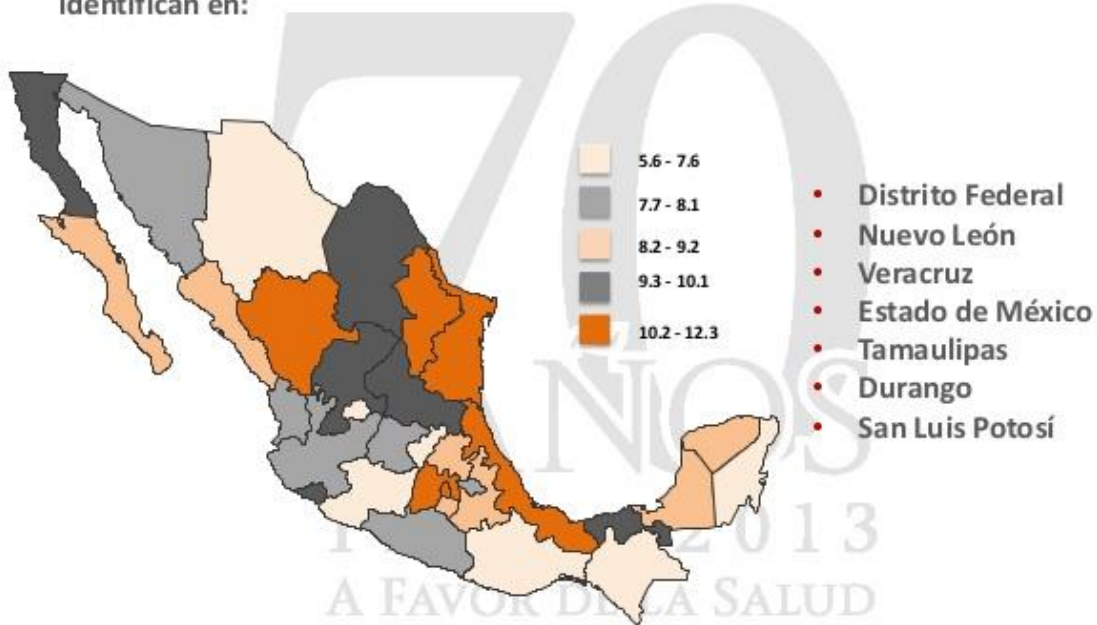 identifican en:
70
5.6 - 7.6
7.7 - 8.1
8.2 - 9.2
9.3 - 10.1
10.2 - 12.3
• Distrito Federal
• Nuevo León
• Veracruz
• Estado de México
• Tamaulipas
• Durango
• San Luis Potosí
AÑOS
2013
A FAVOR DE LA SALUD